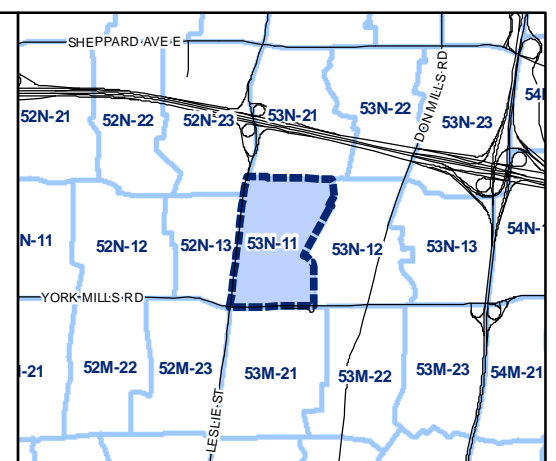 SHEPPARD AVE E
DON MILLS RD
52N-21
52N-22
52N-23
53N-21
53N-22
53N-23
54
N-11
52N-12
52N-13
53N-11
53N-12
53N-13
54N-1
YORK MILLS RD
-21
52M-22
52M-23
53M-21
53M-22
53M-23
54M-21
LESLIE ST